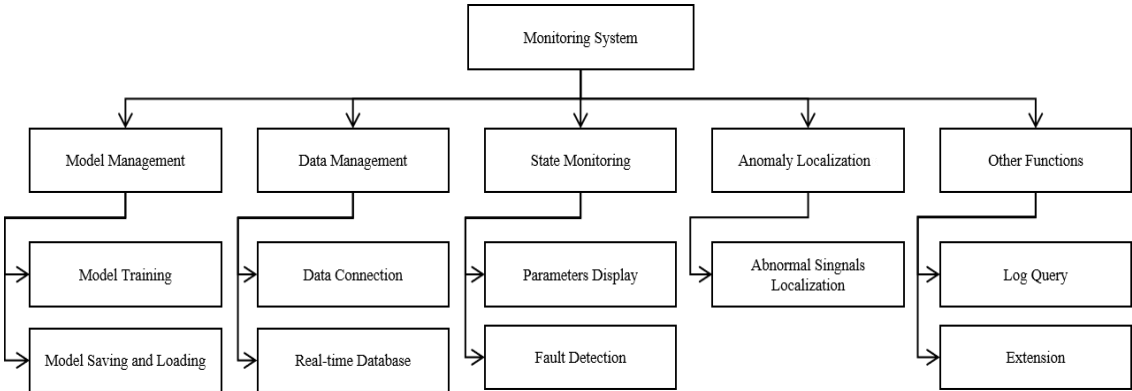 Monitoring System
Model Management
Data Management
State Monitoring
Anomaly Localization
Other Functions
Model Training
Data Connection
Parameters Display
Abnormal Singnals
Localization
Log Query
Model Saving and Loading
Real-time Database
Fault Detection
Extension